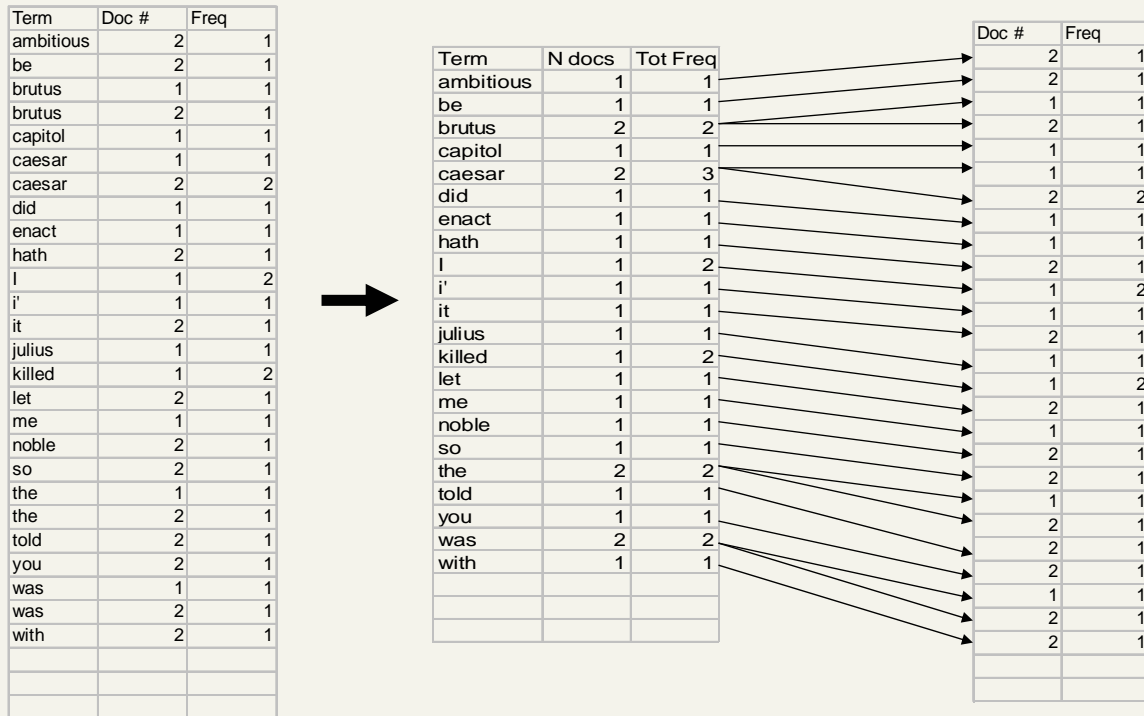 Term Doc # Freq
ambitious 2 1
be 2 1
brutus 1 1
brutus 2 1
capitol 1 1
caesar 1 1
caesar 2 2
did 1 1
enact 1 1
hath 2 1
I 1 2
i' 1 1
it 2 1
julius 1 1
killed 1 2
let 2 1
me 1 1
noble 2 1
so 2 1
the 1 1
the 2 1
told 2 1
you 2 1
was 1 1
was 2 1
with 2 1
Term N docs Tot Freq
ambitious 1 1
be 1 1
brutus 2 2
capitol 1 1
caesar 2 3
did 1 1
enact 1 1
hath 1 1
I 1 2
i' 1 1
it 1 1
julius 1 1
killed 1 2
let 1 1
me 1 1
noble 1 1
so 1 1
the 2 2
told 1 1
you 1 1
was 2 2
with 1 1
Doc # Freq
2 1
2 1
1 1
2 1
1 1
1 1
2 2
1 1
1 1
2 1
1 2
1 1
2 1
1 1
1 2
2 1
1 1
2 1
2 1
1 1
2 1
2 1
2 1
1 1
2 1
2 1